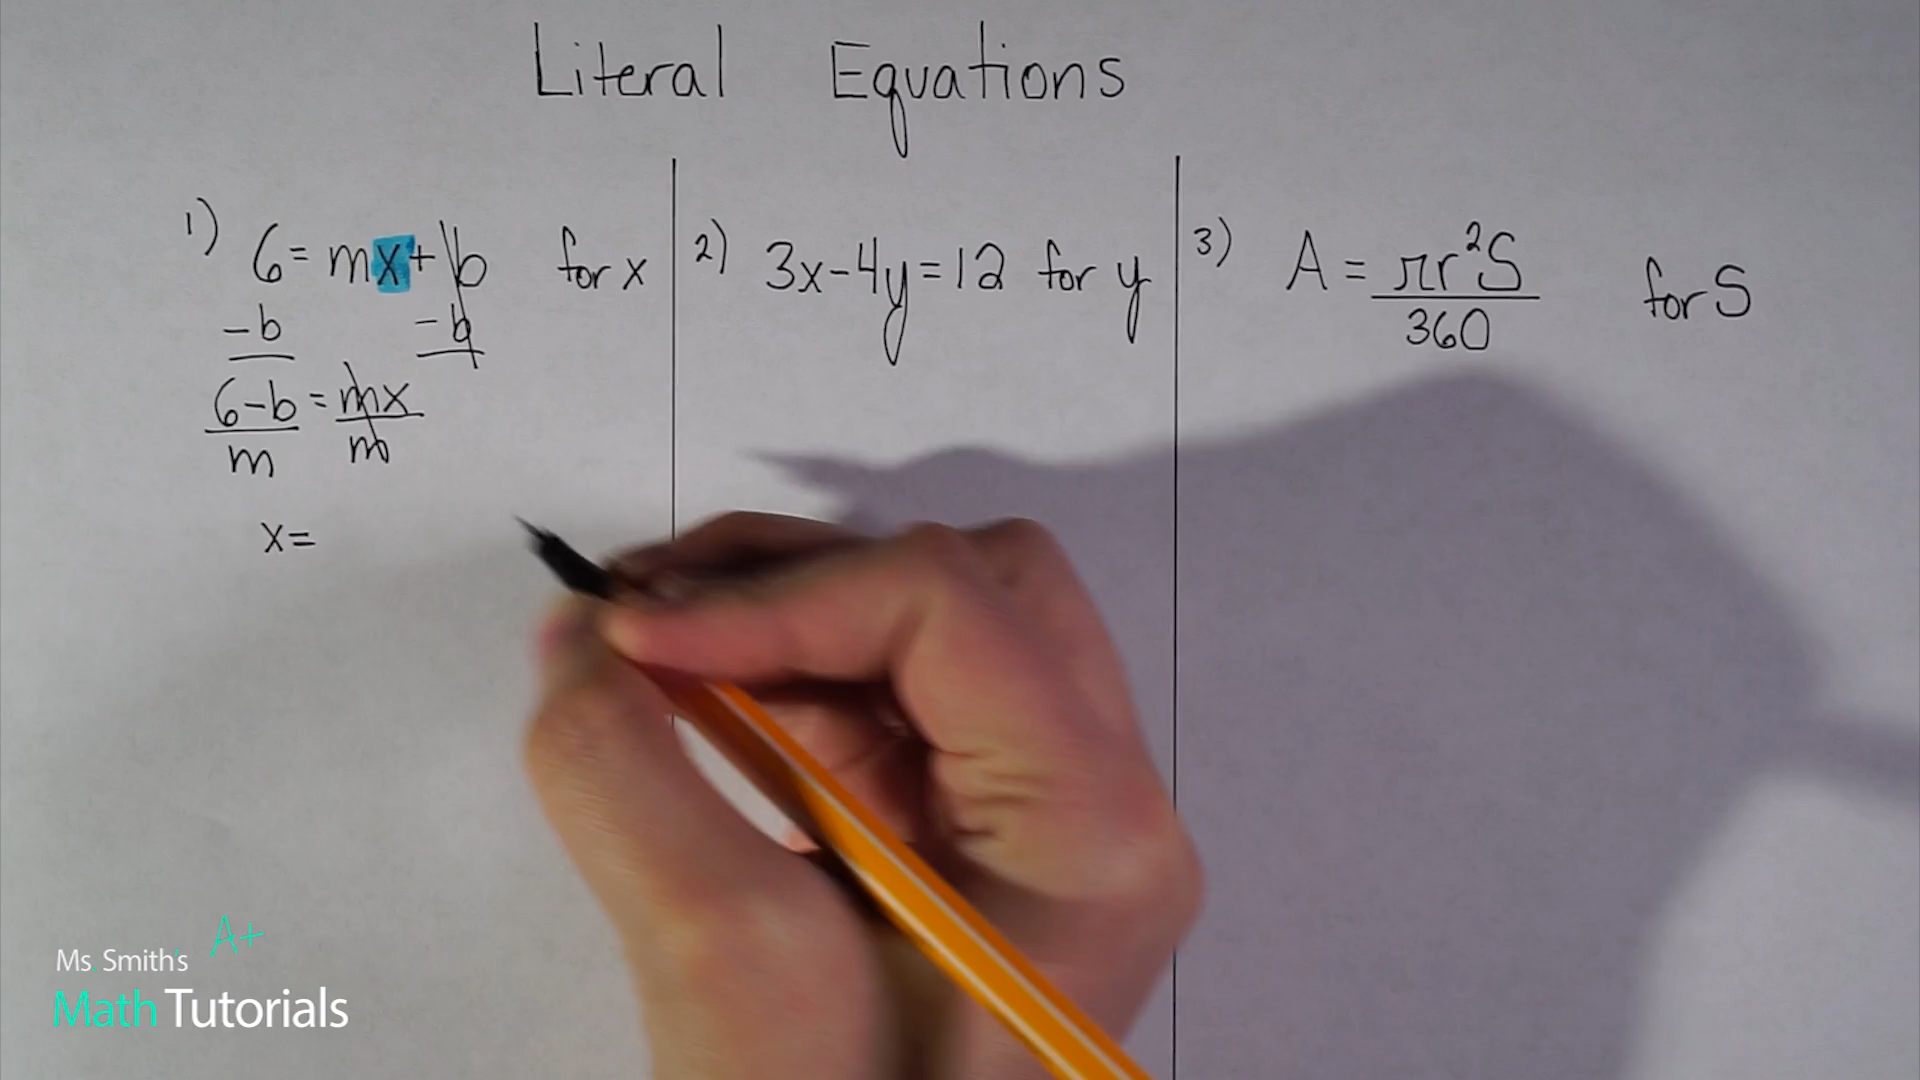 Literal Equations
1) 6 = mx + b for x
-b -b
6-b = mx
m m
x=
2) 3x-4y=12 for y
3) A = πr²S for S
360
A+
Ms. Smith's
Math Tutorials